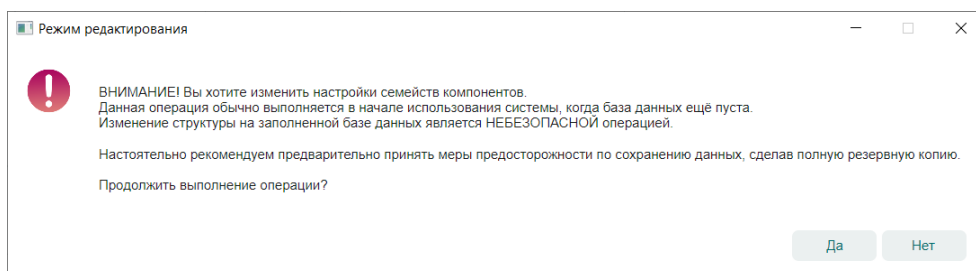 Режим редактирования
ВНИМАНИЕ! Вы хотите изменить настройки семейств компонентов.
Данная операция обычно выполняется в начале использования системы, когда база данных ещё пуста.
Изменение структуры на заполненной базе данных является НЕБЕЗОПАСНОЙ операцией.
Настоятельно рекомендуем предварительно принять меры предосторожности по сохранению данных, сделав полную резервную копию.
Продолжить выполнение операции?
Да Нет